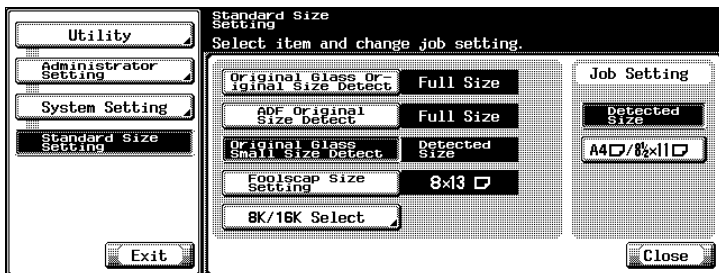 Utility
Administrator
Setting
System Setting
Standard Size
Setting
Exit
Standard Size
Setting
Select item and change job setting.
Original Glass Or-
iginal Size Detect
Full Size
ADF Original
Size Detect
Full Size
Original Glass
Small Size Detect
Detected
Size
Foolscap Size
Setting
8×13
8K/16K Select
Job Setting
Detected
Size
A4/8½×11
Close